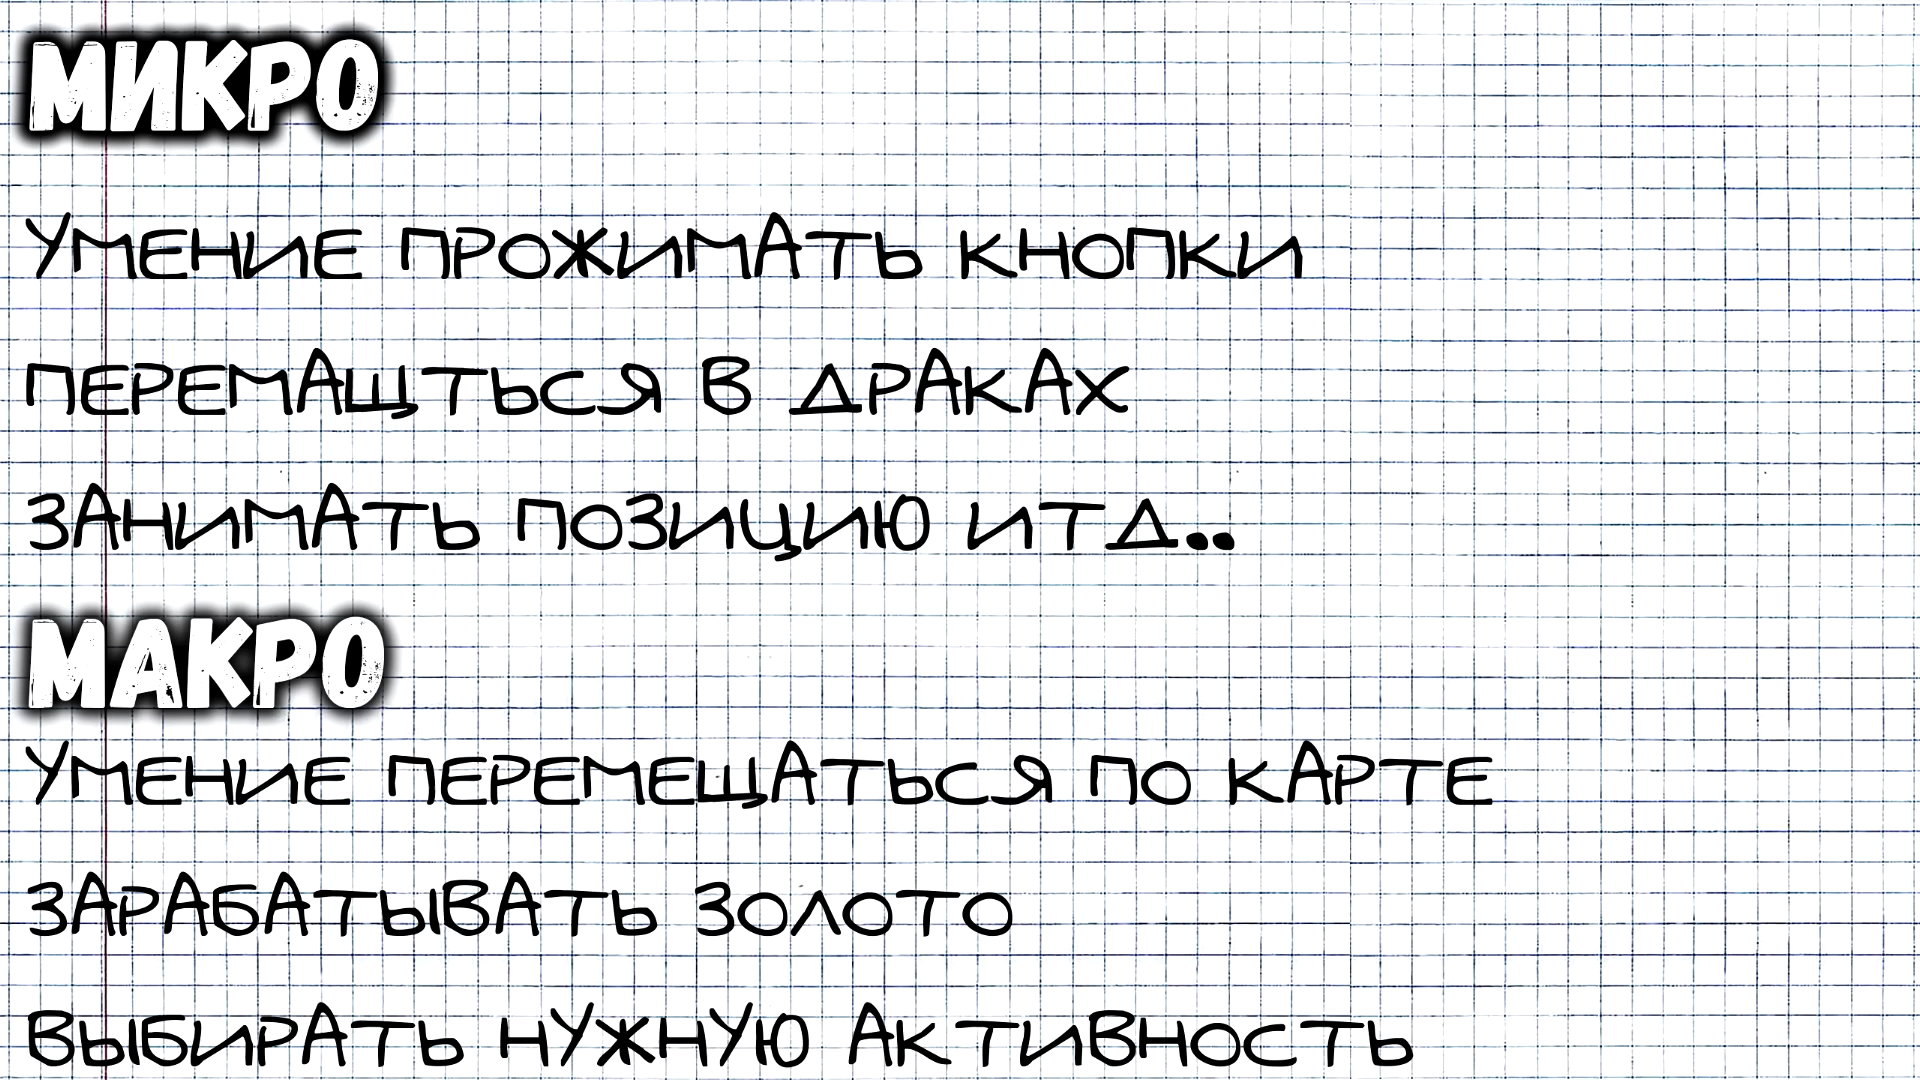 МИКРО
УМЕНИЕ ПРОЖИМАТЬ КНОПКИ
ПЕРЕМАЩТЬСЯ В ДРАКАХ
ЗАНИМАТЬ ПОЗИЦИЮ ИТД..
МАКРО
УМЕНИЕ ПЕРЕМЕЩАТЬСЯ ПО КАРТЕ
ЗАРАБАТЫВАТЬ ЗОЛОТО
ВЫБИРАТЬ НУЖНУЮ АКТИВНОСТЬ